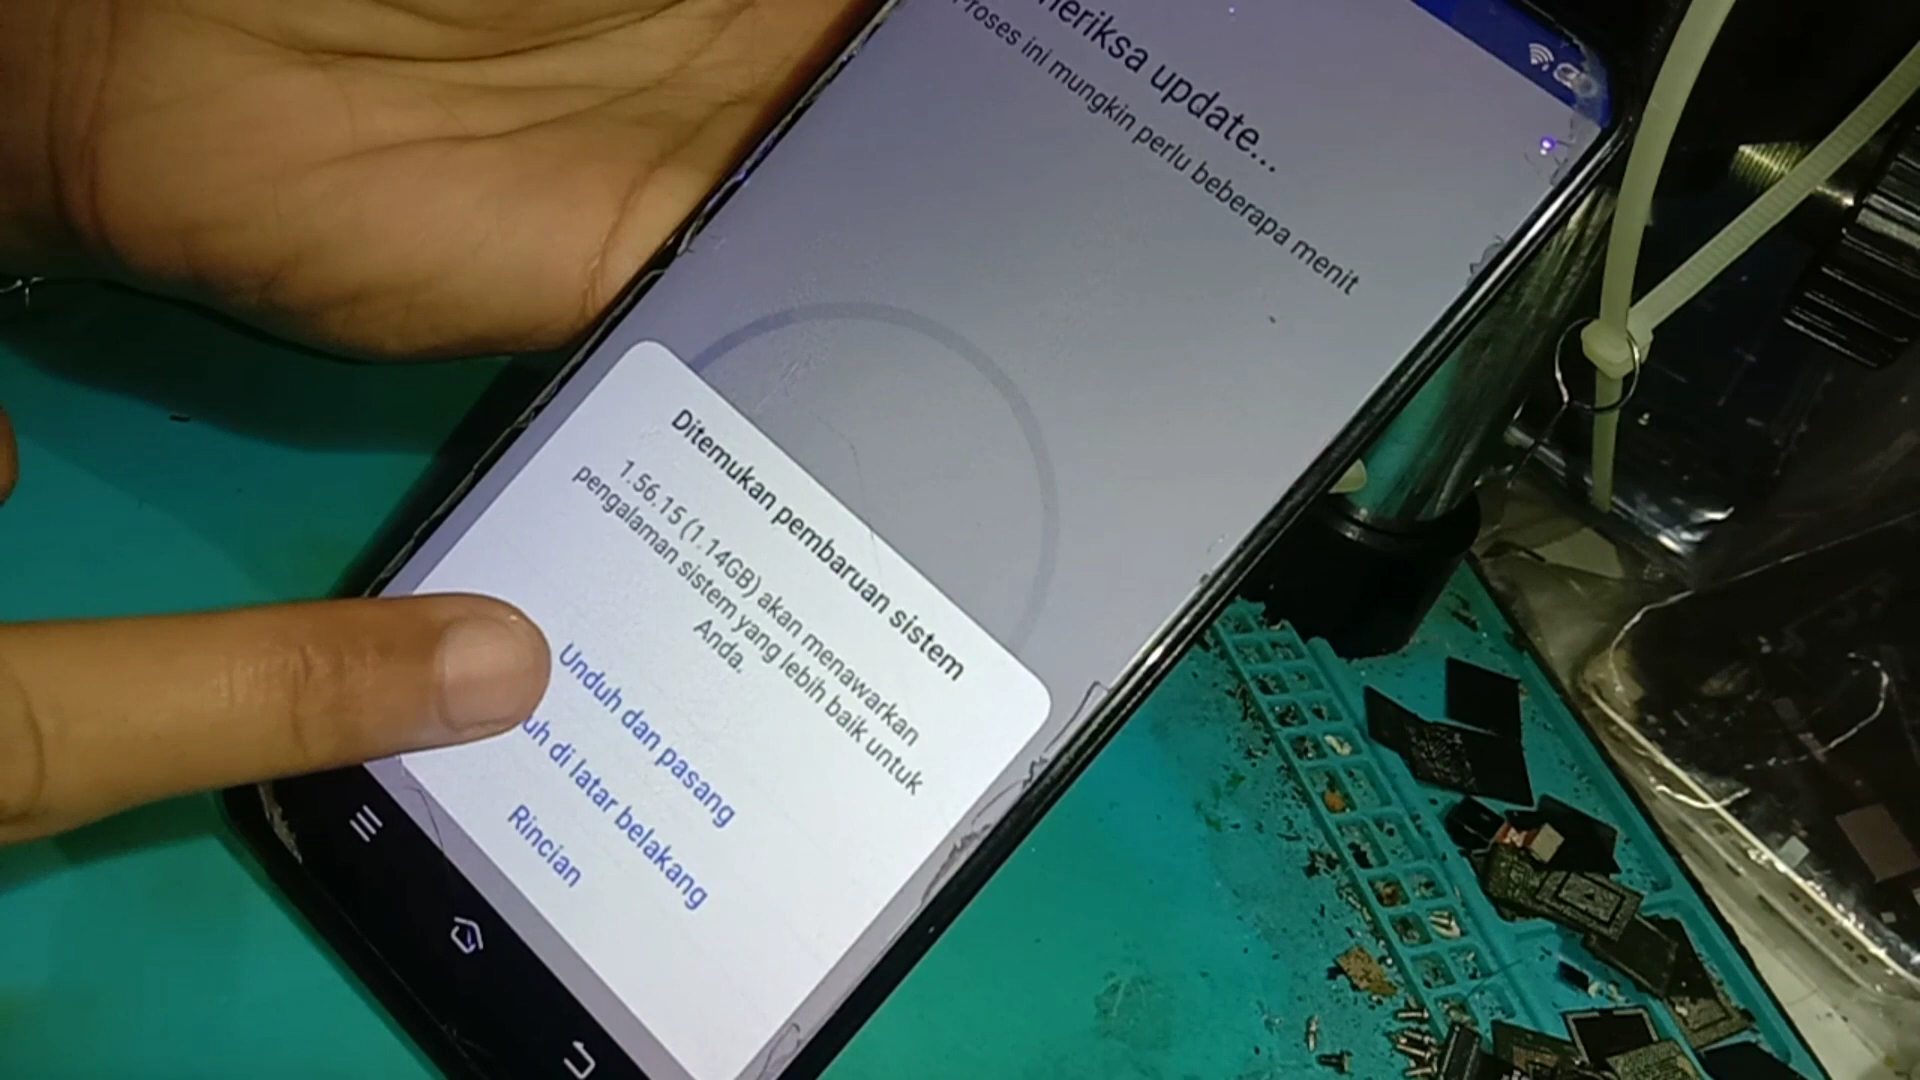 update...
Proses ini mungkin perlu beberapa menit
Ditemukan pembaruan sistem
1.56.15 (1.14GB) akan menawarkan
pengalaman sistem yang lebih baik untuk
Anda.
Unduh dan pasang
di latar belakang
Rincian